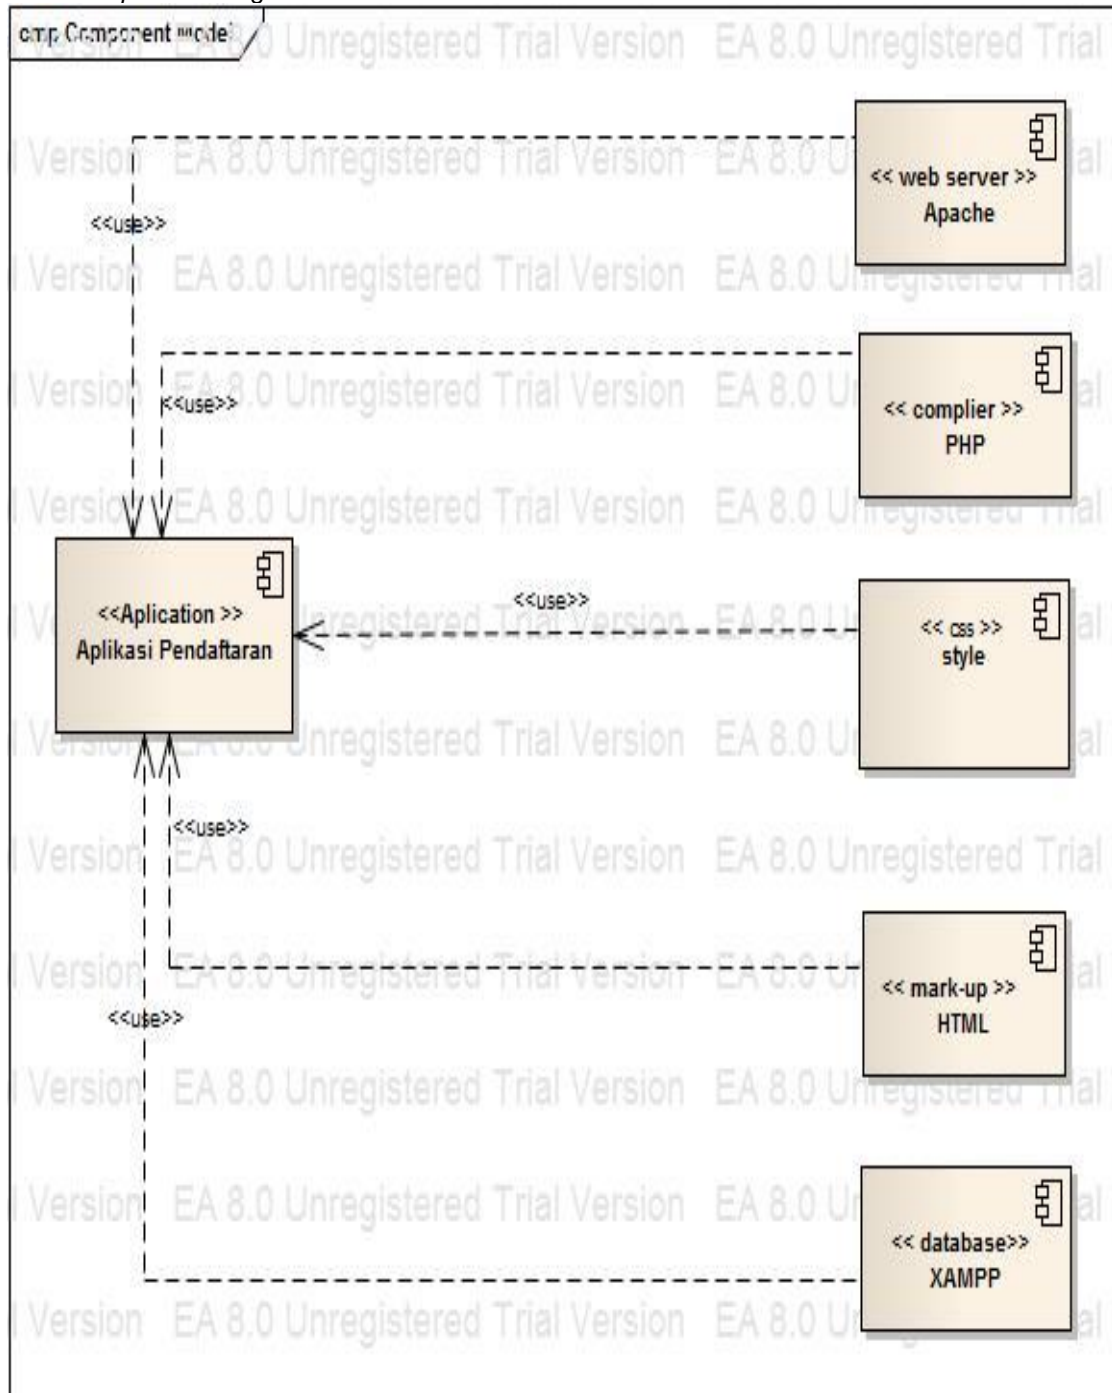 cmp Component Model
<< web server >>
Apache
<<use>>
<< complier >>
PHP
<<use>>
<<Aplication >>
Aplikasi Pendaftaran
<<use>>
<< css >>
style
<<use>>
<< mark-up >>
HTML
<<use>>
<< database>>
XAMPP
EA 8.0 Unregistered Trial Version